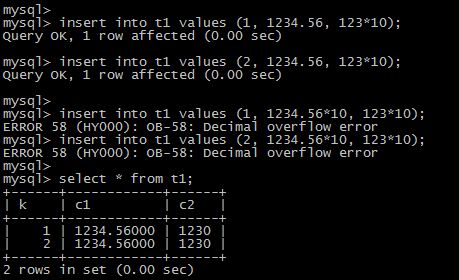 mysql>
mysql> insert into t1 values (1, 1234.56, 123*10);
Query OK, 1 row affected (0.00 sec)

mysql> insert into t1 values (2, 1234.56, 123*10);
Query OK, 1 row affected (0.00 sec)

mysql>
mysql> insert into t1 values (1, 1234.56*10, 123*10);
ERROR 58 (HY000): OB-58: Decimal overflow error
mysql> insert into t1 values (2, 1234.56*10, 123*10);
ERROR 58 (HY000): OB-58: Decimal overflow error
mysql>
mysql> select * from t1;
+------+------------+------+
| k    | c1         | c2   |
+------+------------+------+
|    1 | 1234.56000 | 1230 |
|    2 | 1234.56000 | 1230 |
+------+------------+------+
2 rows in set (0.00 sec)